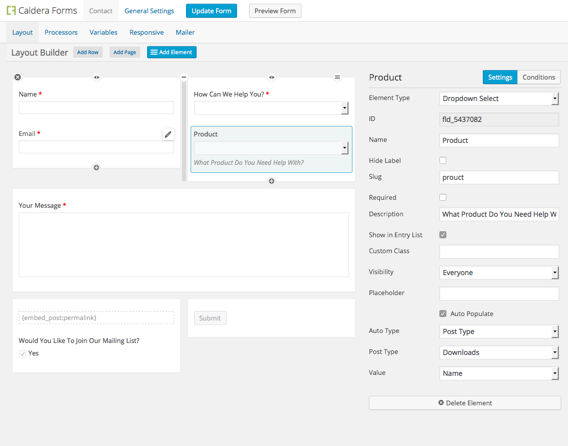 Caldera Forms
Contact
General Settings
Update Form
Preview Form
Layout
Processors
Variables
Responsive
Mailer
Layout Builder
Add Row
Add Page
Add Element
Name *
Email *
How Can We Help You? *
Product
What Product Do You Need Help With?
Your Message *
{embed_post:permalink}
Would You Like To Join Our Mailing List?
Yes
Submit
Product
Settings
Conditions
Element Type
Dropdown Select
ID
fld_5437082
Name
Product
Hide Label
Slug
prouct
Required
Description
What Product Do You Need Help W
Show in Entry List
Custom Class
Visibility
Everyone
Placeholder
Auto Populate
Auto Type
Post Type
Post Type
Downloads
Value
Name
Delete Element